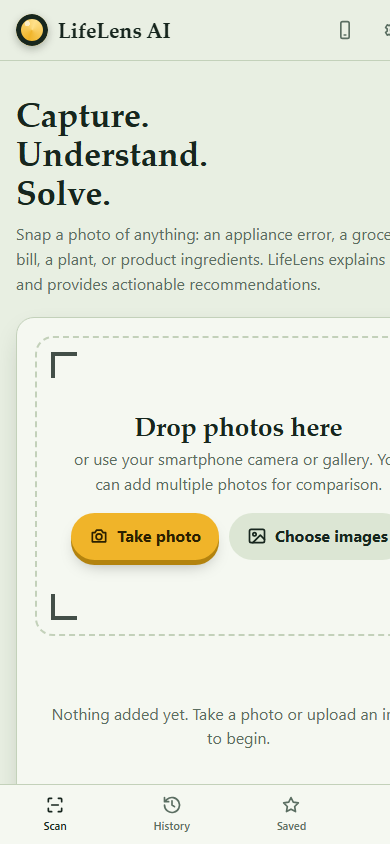 LifeLens AI
Capture.
Understand.
Solve.
Snap a photo of anything: an appliance error, a
bill, a plant, or product ingredients. LifeLens explains
and provides actionable recommendations.
Drop photos here
or use your smartphone camera or gallery.
can add multiple photos for comparison.
Take photo
Choose images
Nothing added yet. Take a photo or upload an
to begin.
Scan
History
Saved